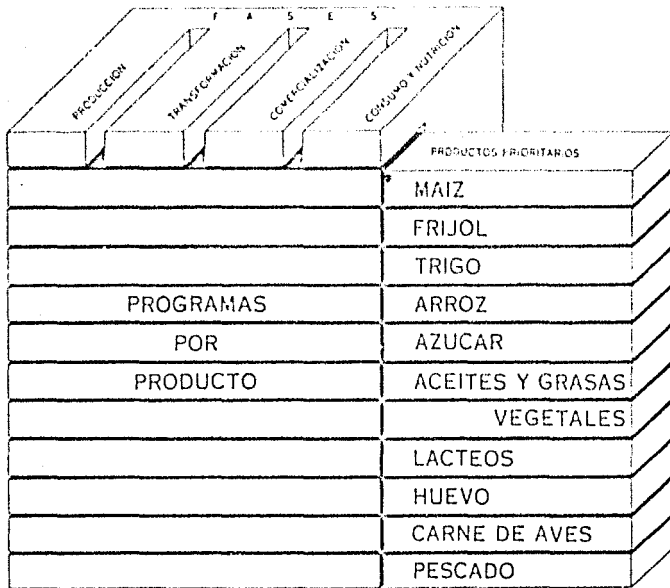 FASES
PRODUCCION
TRANSFORMACION
COMERCIALIZACION
CONSUMO Y NUTRICION
PRODUCTOS PRIORITARIOS
MAIZ
FRIJOL
TRIGO
PROGRAMAS ARROZ
POR AZUCAR
PRODUCTO ACEITES Y GRASAS
VEGETALES
LACTEOS
HUEVO
CARNE DE AVES
PESCADO